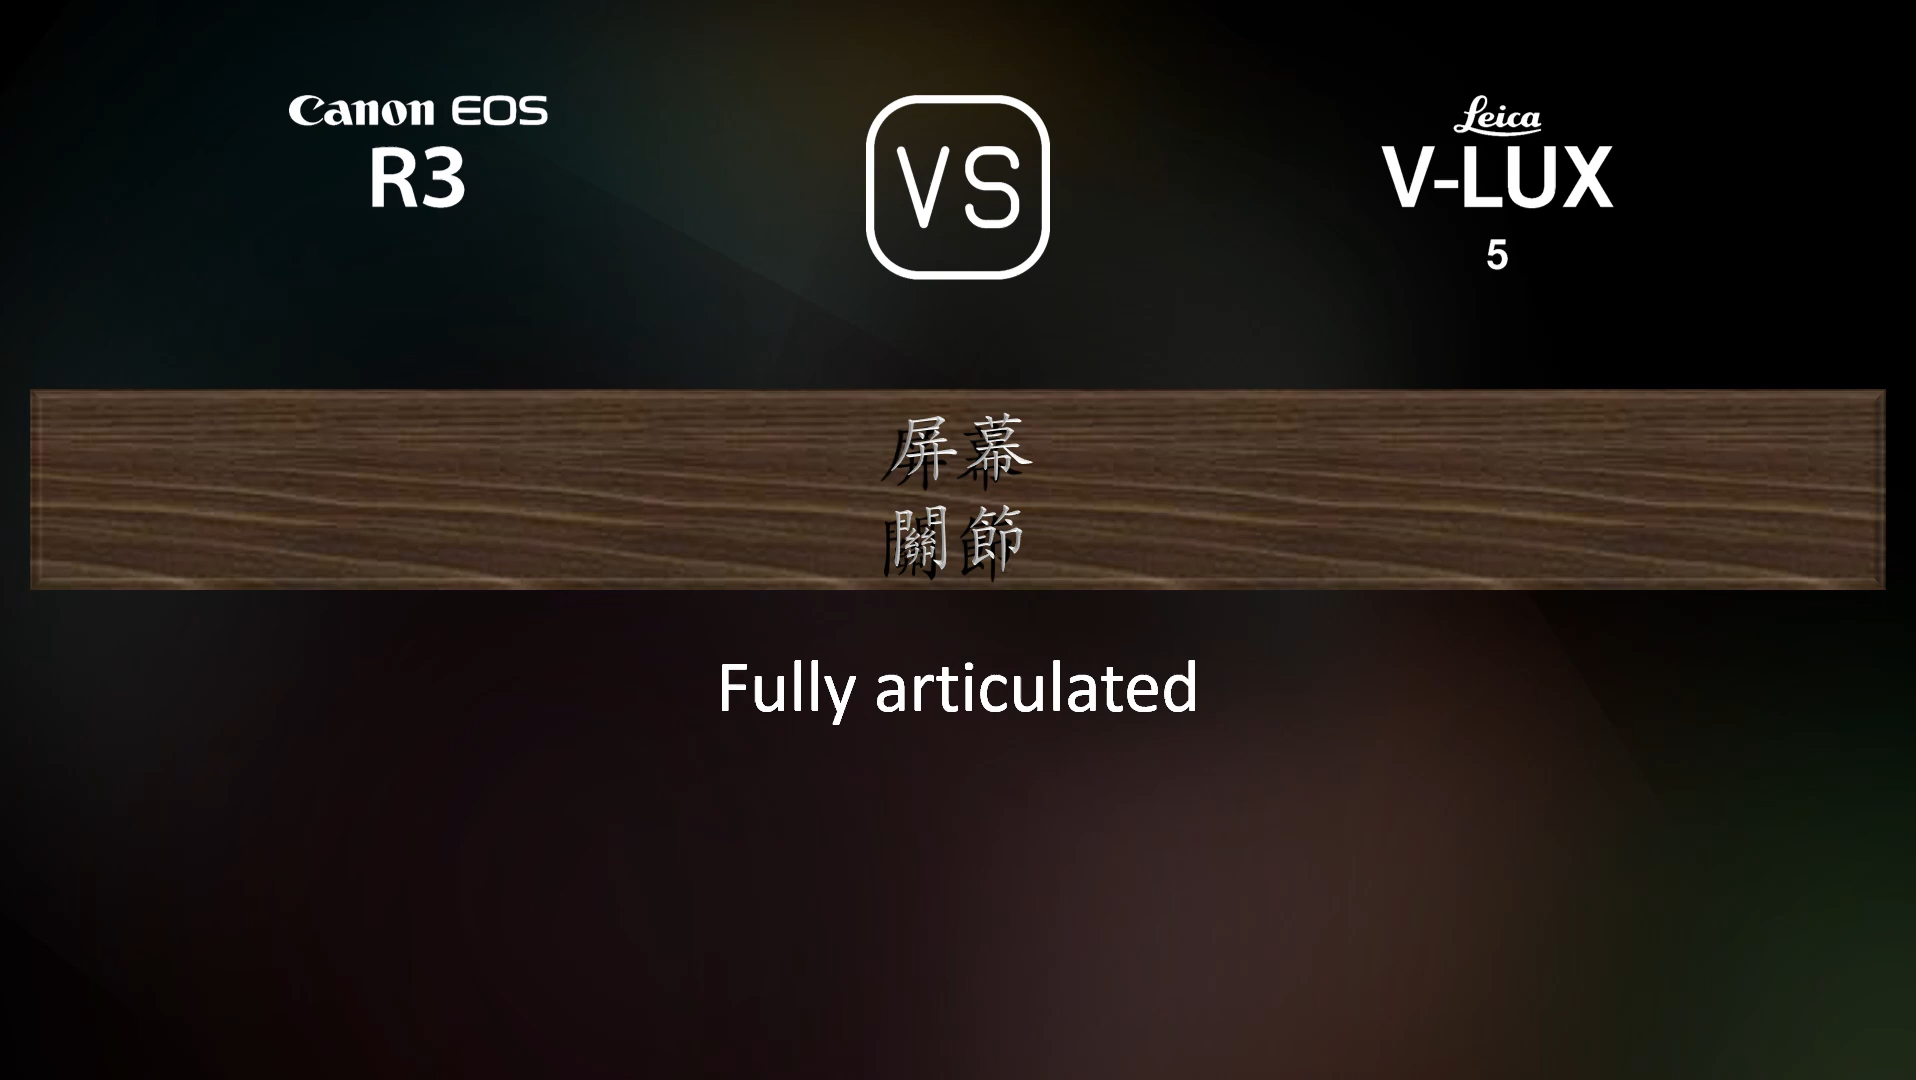 Canon EOS
R3
VS
Leica
V-LUX
5
屏幕
關節
Fully articulated